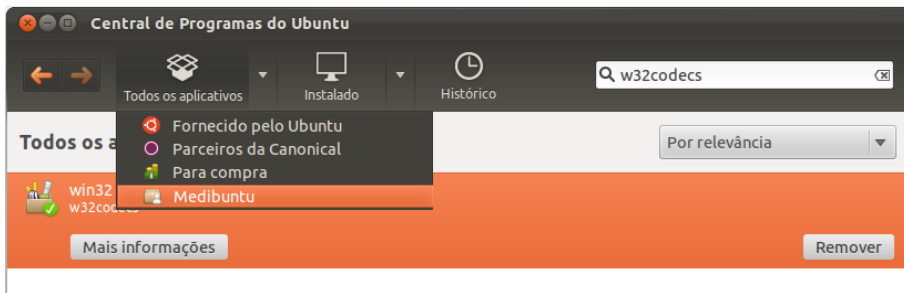 Central de Programas do Ubuntu
Todos os aplicativos
Instalado
Histórico
w32codecs
Fornecido pelo Ubuntu
Parceiros da Canonical
Para compra
Medibuntu
Todos os a
Por relevância
win32
w32codecs
Mais informações
Remover